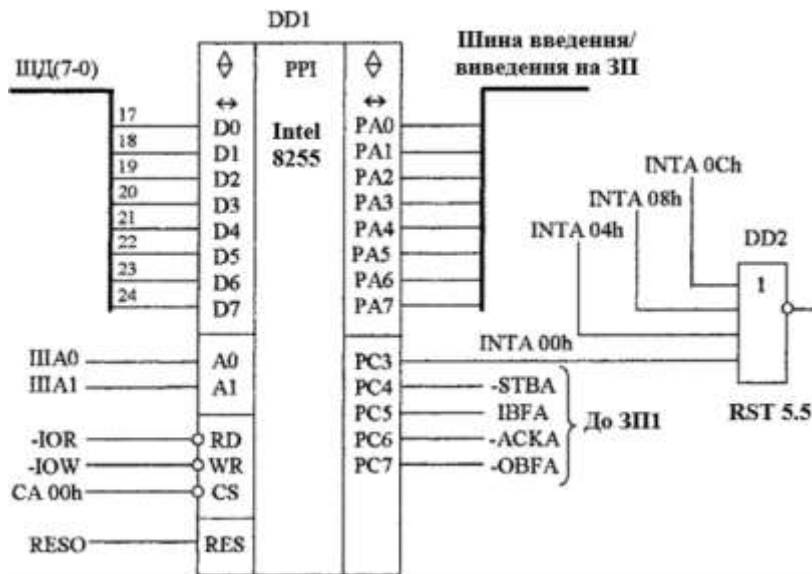 DD1
ШД(7-0)
PPI
Intel
8255
Шина введення/
виведення на ЗП
17 D0
18 D1
19 D2
20 D3
21 D4
22 D5
23 D6
24 D7
PA0
PA1
PA2
PA3
PA4
PA5
PA6
PA7
INTA 0Ch
INTA 08h
INTA 04h
DD2
1
INTA 00h
RST 5.5
ША0 A0
ША1 A1
-IOR RD
-IOW WR
CA 00h CS
RESO RES
PC3
PC4 -STBA
PC5 IBFA
PC6 -ACKA
PC7 -OBFA
До ЗП1